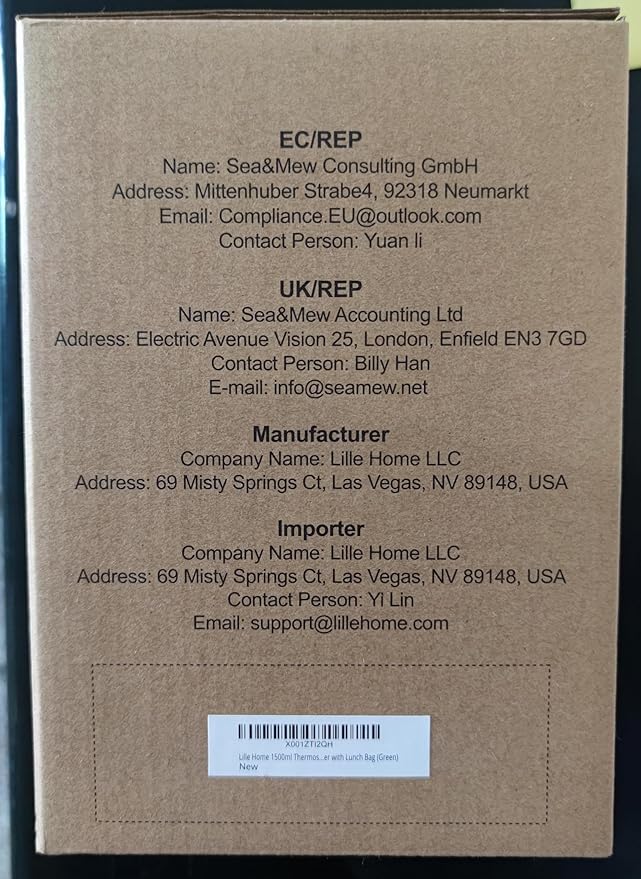 EC/REP
Name: Sea&Mew Consulting GmbH
Address: Mittenhuber Strabe4, 92318 Neumarkt
Email: Compliance.EU@outlook.com
Contact Person: Yuan li
UK/REP
Name: Sea&Mew Accounting Ltd
Address: Electric Avenue Vision 25, London, Enfield EN3 7GD
Contact Person: Billy Han
E-mail: info@seamew.net
Manufacturer
Company Name: Lille Home LLC
Address: 69 Misty Springs Ct, Las Vegas, NV 89148, USA
Importer
Company Name: Lille Home LLC
Address: 69 Misty Springs Ct, Las Vegas, NV 89148, USA
Contact Person: Yi Lin
Email: support@lillehome.com
X001ZTI2QH
Lille Home 1500ml Thermos...er with Lunch Bag (Green)
New